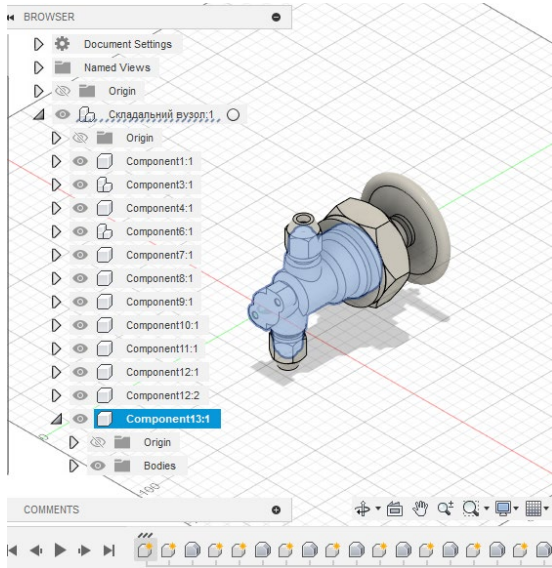 BROWSER
Document Settings
Named Views
Origin
Складальний вузол:1
Origin
Component1:1
Component3:1
Component4:1
Component6:1
Component7:1
Component8:1
Component9:1
Component10:1
Component11:1
Component12:1
Component12:2
Component13:1
Origin
Bodies
100
COMMENTS